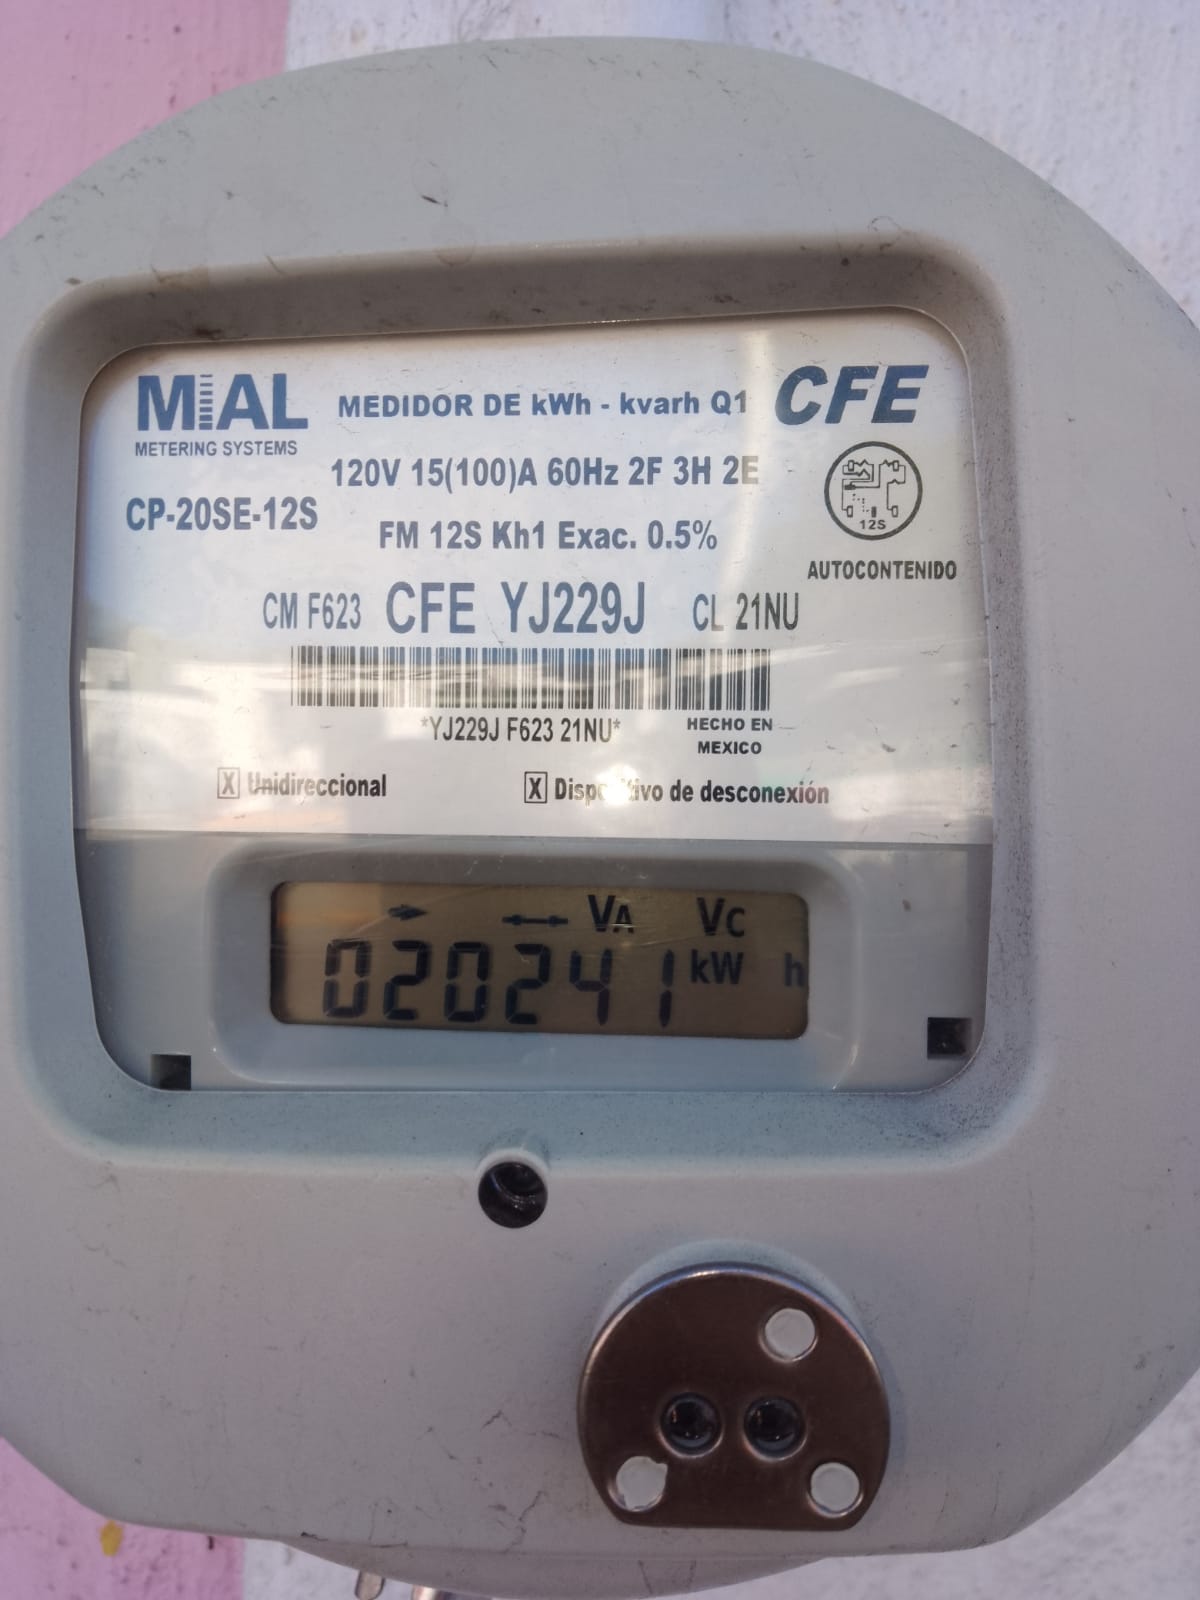 MIAL
METERING SYSTEMS
MEDIDOR DE kWh - kvarh Q1
CFE
120V 15(100)A 60Hz 2F 3H 2E
CP-20SE-12S
FM 12S Kh1 Exac. 0.5%
12S
AUTOCONTENIDO
CM F623 CFE YJ229J CL 21NU
*YJ229J F623 21NU*
HECHO EN
MEXICO
X Unidireccional
X de desconexión
VA VC
020241 kW h